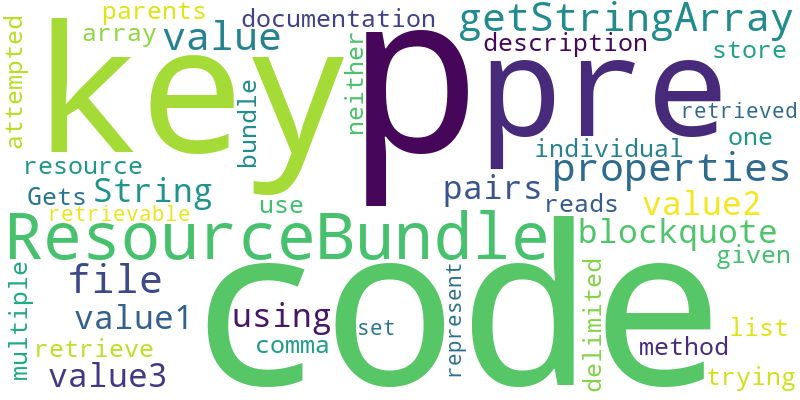 parents
documentation
getStringArray
array
value
description
store
attempted
key
p
pre
neither
bundle
retrieved
one
individual
resource
properties
Gets
String
pairs
retrievable
use
reads
value2
ResourceBundle
blockquote
given
code
file
multiple
value1
using
set
represent
delimited
list
retrieve
comma
method
value3
trying